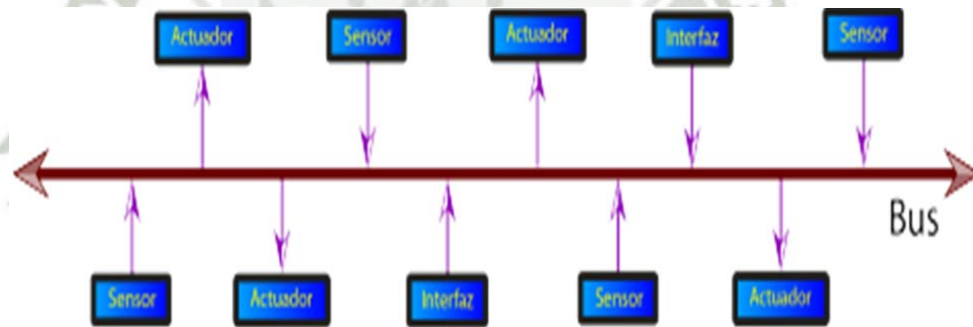 Actuador
Sensor
Actuador
Interfaz
Sensor
Bus
Sensor
Actuador
Interfaz
Sensor
Actuador